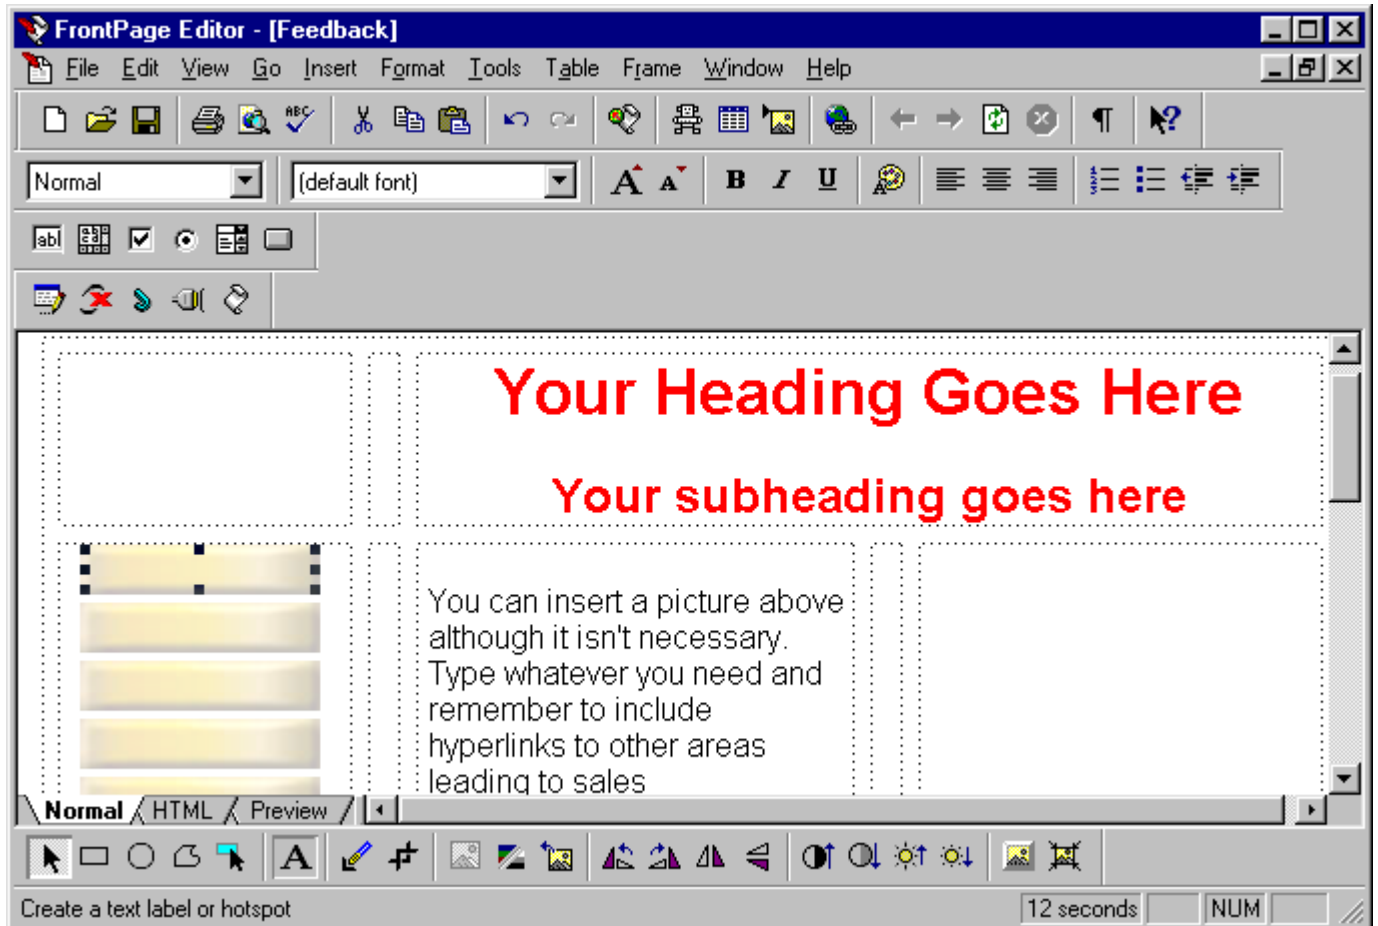 FrontPage Editor - [Feedback]
File Edit View Go Insert Format Tools Table Frame Window Help
ABC
Normal (default font) A A B I U
abl
Your Heading Goes Here
Your subheading goes here
You can insert a picture above
although it isn't necessary.
Type whatever you need and
remember to include
hyperlinks to other areas
leading to sales
Normal HTML Preview
A
Create a text label or hotspot 12 seconds NUM